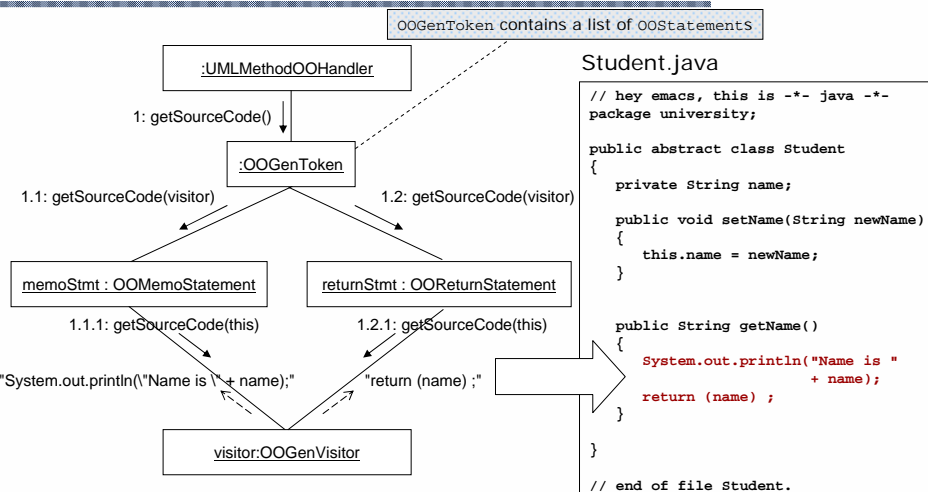 OOGenToken contains a list of OOStatements
:UMLMethodOOHandler
1: getSourceCode()
:OOGenToken
1.1: getSourceCode(visitor)
1.2: getSourceCode(visitor)
memoStmt : OOMemoStatement
returnStmt : OOReturnStatement
1.1.1: getSourceCode(this)
1.2.1: getSourceCode(this)
"System.out.println(\"Name is \" + name);"
"return (name) ;"
visitor:OOGenVisitor
Student.java
// hey emacs, this is -*- java -*-
package university;
public abstract class Student
{
private String name;
public void setName(String newName)
{
this.name = newName;
}
public String getName()
{
System.out.println("Name is "
+ name);
return (name) ;
}
}
// end of file Student.